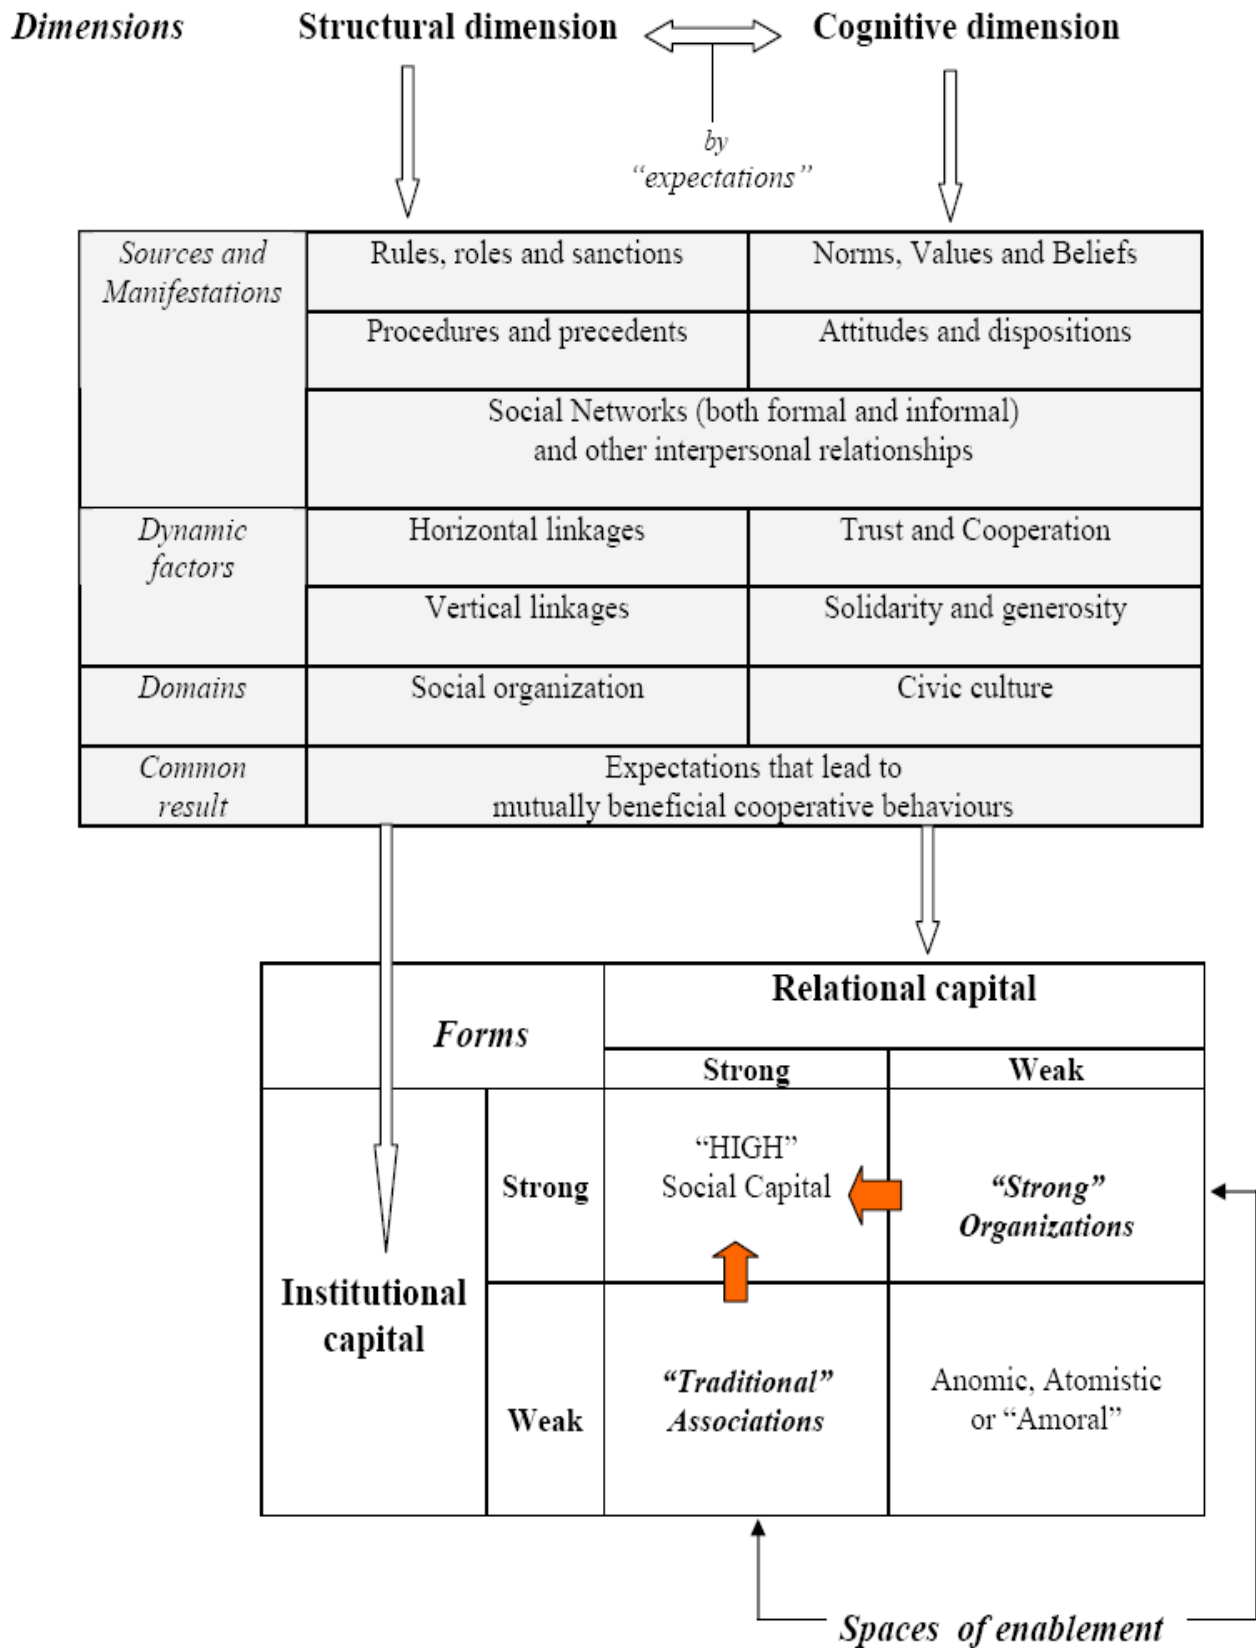 Dimensions Structural dimension Cognitive dimension
by
“expectations”
Sources and
Manifestations
Rules, roles and sanctions
Norms, Values and Beliefs
Procedures and precedents
Attitudes and dispositions
Social Networks (both formal and informal)
and other interpersonal relationships
Dynamic
factors
Horizontal linkages
Trust and Cooperation
Vertical linkages
Solidarity and generosity
Domains
Social organization
Civic culture
Common
result
Expectations that lead to
mutually beneficial cooperative behaviours
Forms
Relational capital
Strong
Weak
Institutional
capital
Strong
“HIGH”
Social Capital
“Strong”
Organizations
Weak
“Traditional”
Associations
Anomic, Atomistic
or “Amoral”
Spaces of enablement